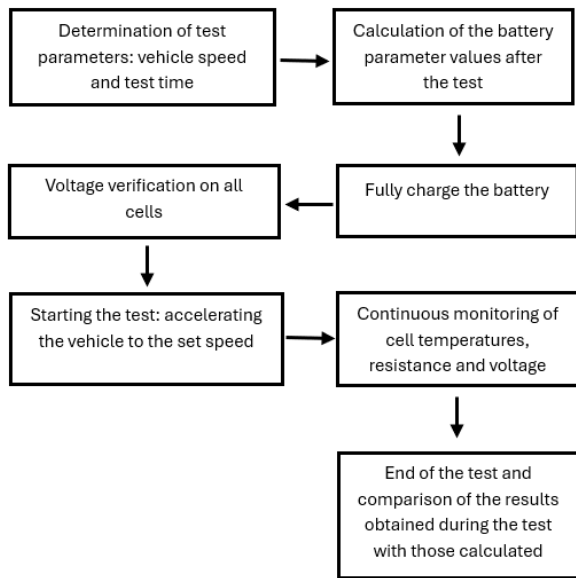 Determination of test
parameters: vehicle speed
and test time
Calculation of the battery
parameter values after
the test
Fully charge the battery
Voltage verification on all
cells
Starting the test: accelerating
the vehicle to the set speed
Continuous monitoring of
cell temperatures,
resistance and voltage
End of the test and
comparison of the results
obtained during the test
with those calculated